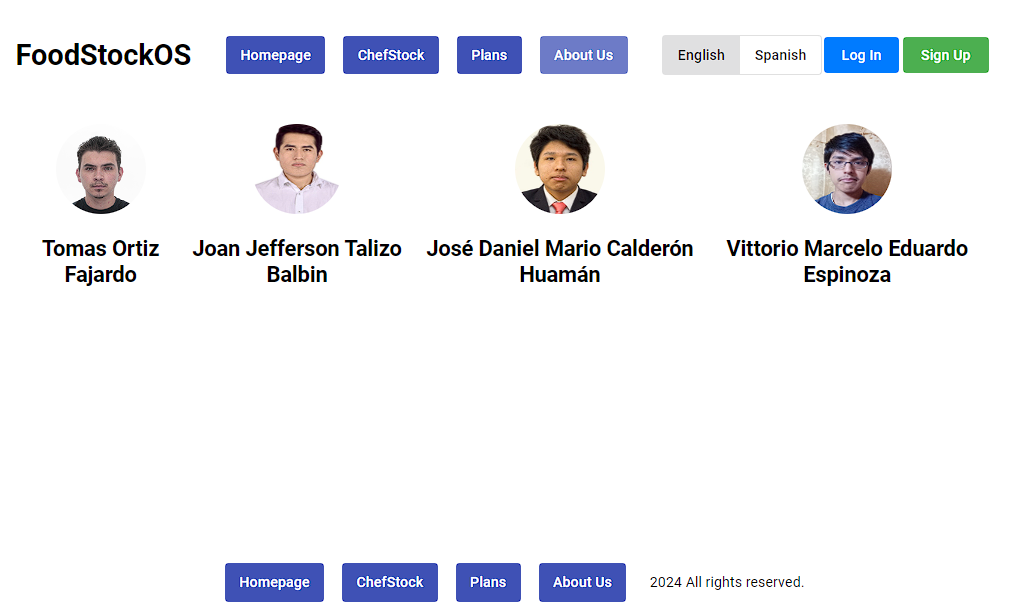 FoodStockOS
Homepage
ChefStock
Plans
About Us
English
Spanish
Log In
Sign Up
Tomas Ortiz
Fajardo
Joan Jefferson Talizo
Balbin
José Daniel Mario Calderón
Huamán
Vittorio Marcelo Eduardo
Espinoza
Homepage
ChefStock
Plans
About Us
2024 All rights reserved.